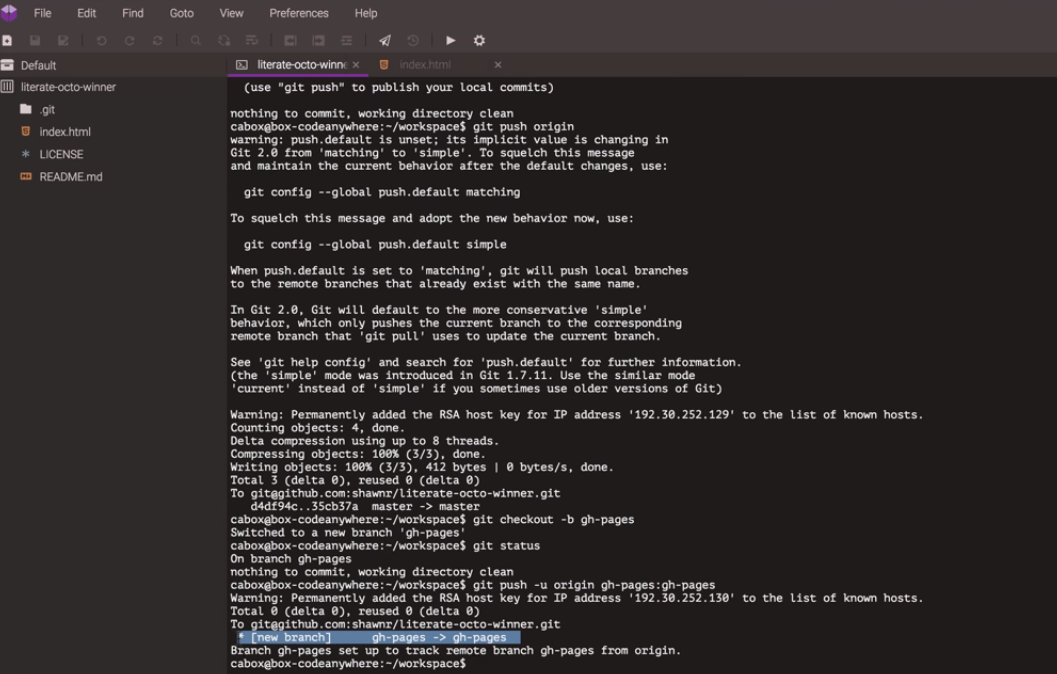 File Edit Find Goto View Preferences Help
Default
literate-octo-winner
.git
index.html
LICENSE
README.md
literate-octo-winne × index.html ×
(use "git push" to publish your local commits)
nothing to commit, working directory clean
cabox@box-codeanywhere:~/workspace$ git push origin
warning: push.default is unset; its implicit value is changing in
Git 2.0 from 'matching' to 'simple'. To squelch this message
and maintain the current behavior after the default changes, use:
git config --global push.default matching
To squelch this message and adopt the new behavior now, use:
git config --global push.default simple
When push.default is set to 'matching', git will push local branches
to the remote branches that already exist with the same name.
In Git 2.0, Git will default to the more conservative 'simple'
behavior, which only pushes the current branch to the corresponding
remote branch that 'git pull' uses to update the current branch.
See 'git help config' and search for 'push.default' for further information.
(the 'simple' mode was introduced in Git 1.7.11. Use the similar mode
'current' instead of 'simple' if you sometimes use older versions of Git)
Warning: Permanently added the RSA host key for IP address '192.30.252.129' to the list of known hosts.
Counting objects: 4, done.
Delta compression using up to 8 threads.
Compressing objects: 100% (3/3), done.
Writing objects: 100% (3/3), 412 bytes | 0 bytes/s, done.
Total 3 (delta 0), reused 0 (delta 0)
To git@github.com:shawnr/literate-octo-winner.git
d4df94c..35cb37a master -> master
cabox@box-codeanywhere:~/workspace$ git checkout -b gh-pages
Switched to a new branch 'gh-pages'
cabox@box-codeanywhere:~/workspace$ git status
On branch gh-pages
nothing to commit, working directory clean
cabox@box-codeanywhere:~/workspace$ git push -u origin gh-pages:gh-pages
Warning: Permanently added the RSA host key for IP address '192.30.252.130' to the list of known hosts.
Total 0 (delta 0), reused 0 (delta 0)
To git@github.com:shawnr/literate-octo-winner.git
* [new branch] gh-pages -> gh-pages
Branch gh-pages set up to track remote branch gh-pages from origin.
cabox@box-codeanywhere:~/workspace$